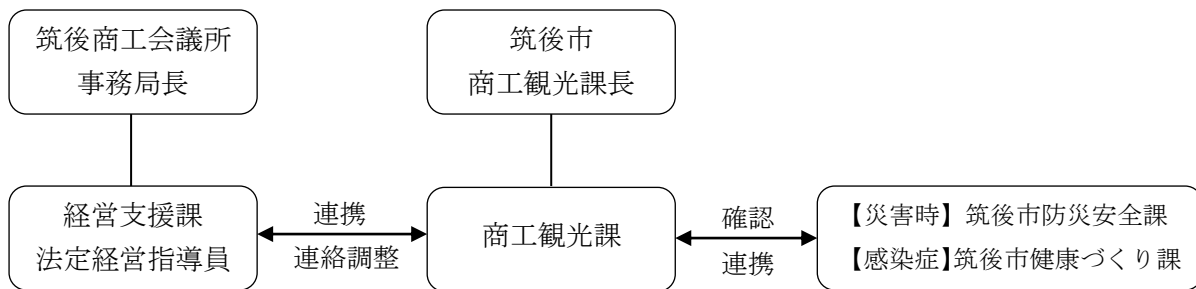 筑後商工会議所
事務局長
筑後市
商工観光課長
経営支援課
法定経営指導員
連携
連絡調整
商工観光課
確認
連携
【災害時】筑後市防災安全課
【感染症】筑後市健康づくり課